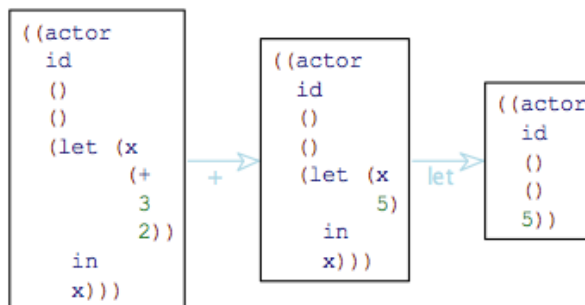 ((actor
id
()
()
(let (x
(+
3
2))
in
x)))
+
((actor
id
()
()
(let (x
5)
in
x)))
let
((actor
id
()
()
5))